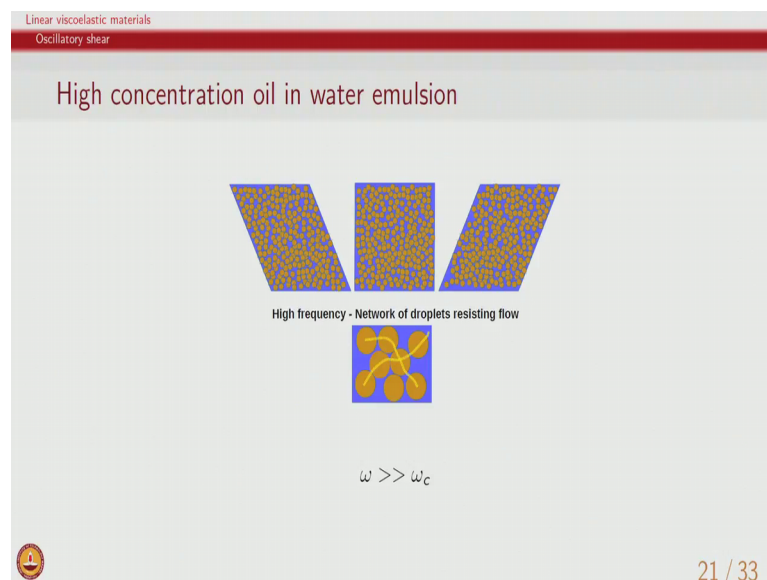 Linear viscoelastic materials
Oscillatory shear
High concentration oil in water emulsion
High frequency - Network of droplets resisting flow
ω >> ω_c
21 / 33